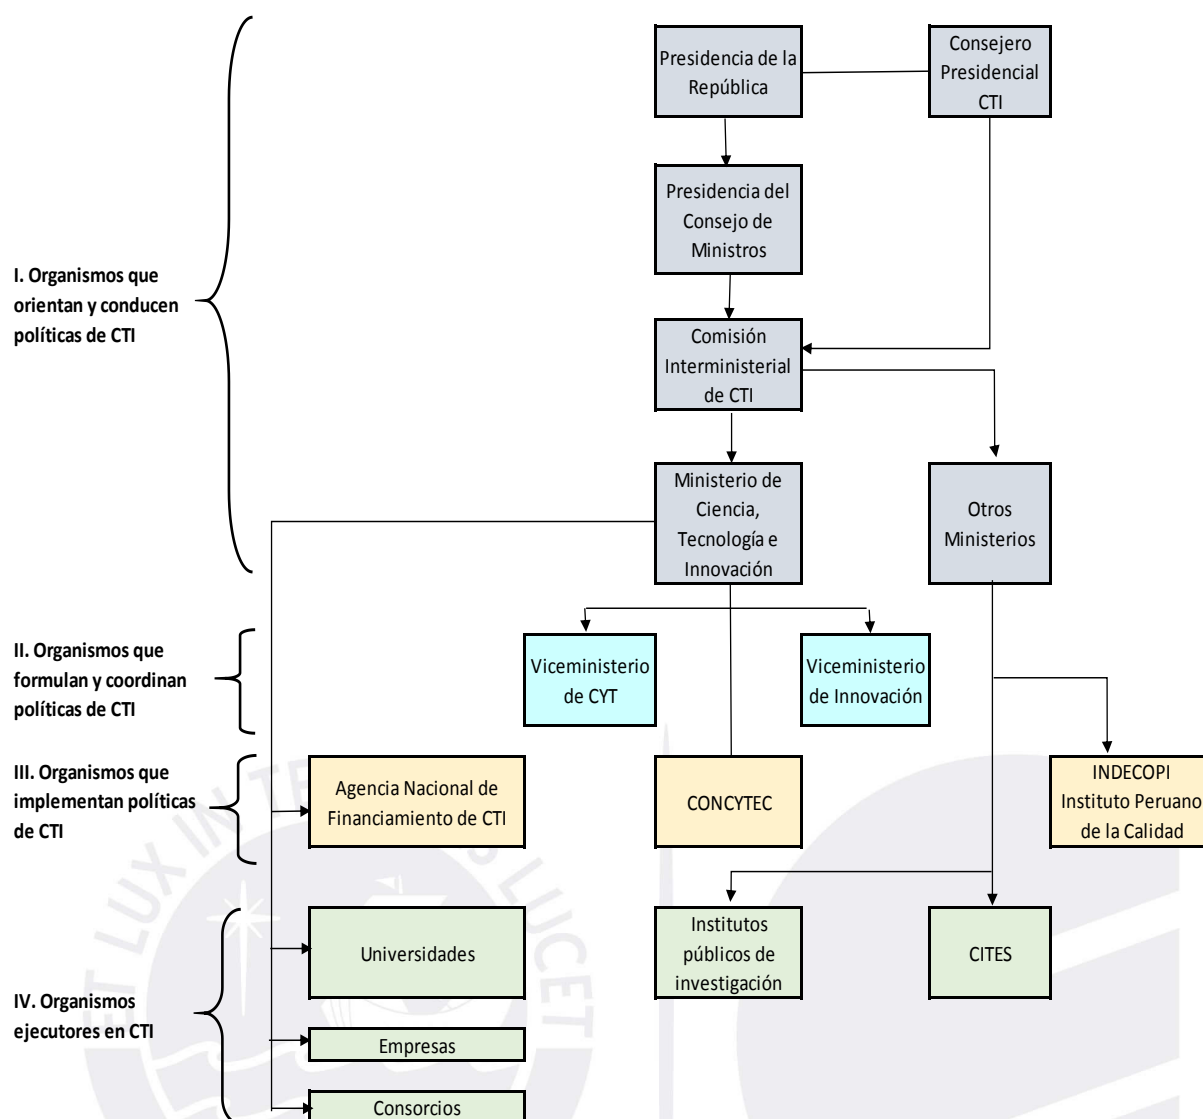 Presidencia de la
República
Consejero
Presidencial
CTI
Presidencia del
Consejo de
Ministros
I. Organismos que
orientan y conducen
políticas de CTI
Comisión
Interministerial
de CTI
Ministerio de
Ciencia,
Tecnología e
Innovación
Otros
Ministerios
II. Organismos que
formulan y coordinan
políticas de CTI
Viceministerio
de CYT
Viceministerio
de Innovación
III. Organismos que
implementan políticas
de CTI
Agencia Nacional de
Financiamiento de CTI
CONCYTEC
INDECOPI
Instituto Peruano
de la Calidad
IV. Organismos
ejecutores en CTI
Universidades
Institutos
públicos de
investigación
CITES
Empresas
Consorcios
ET LUX IN
LUCET